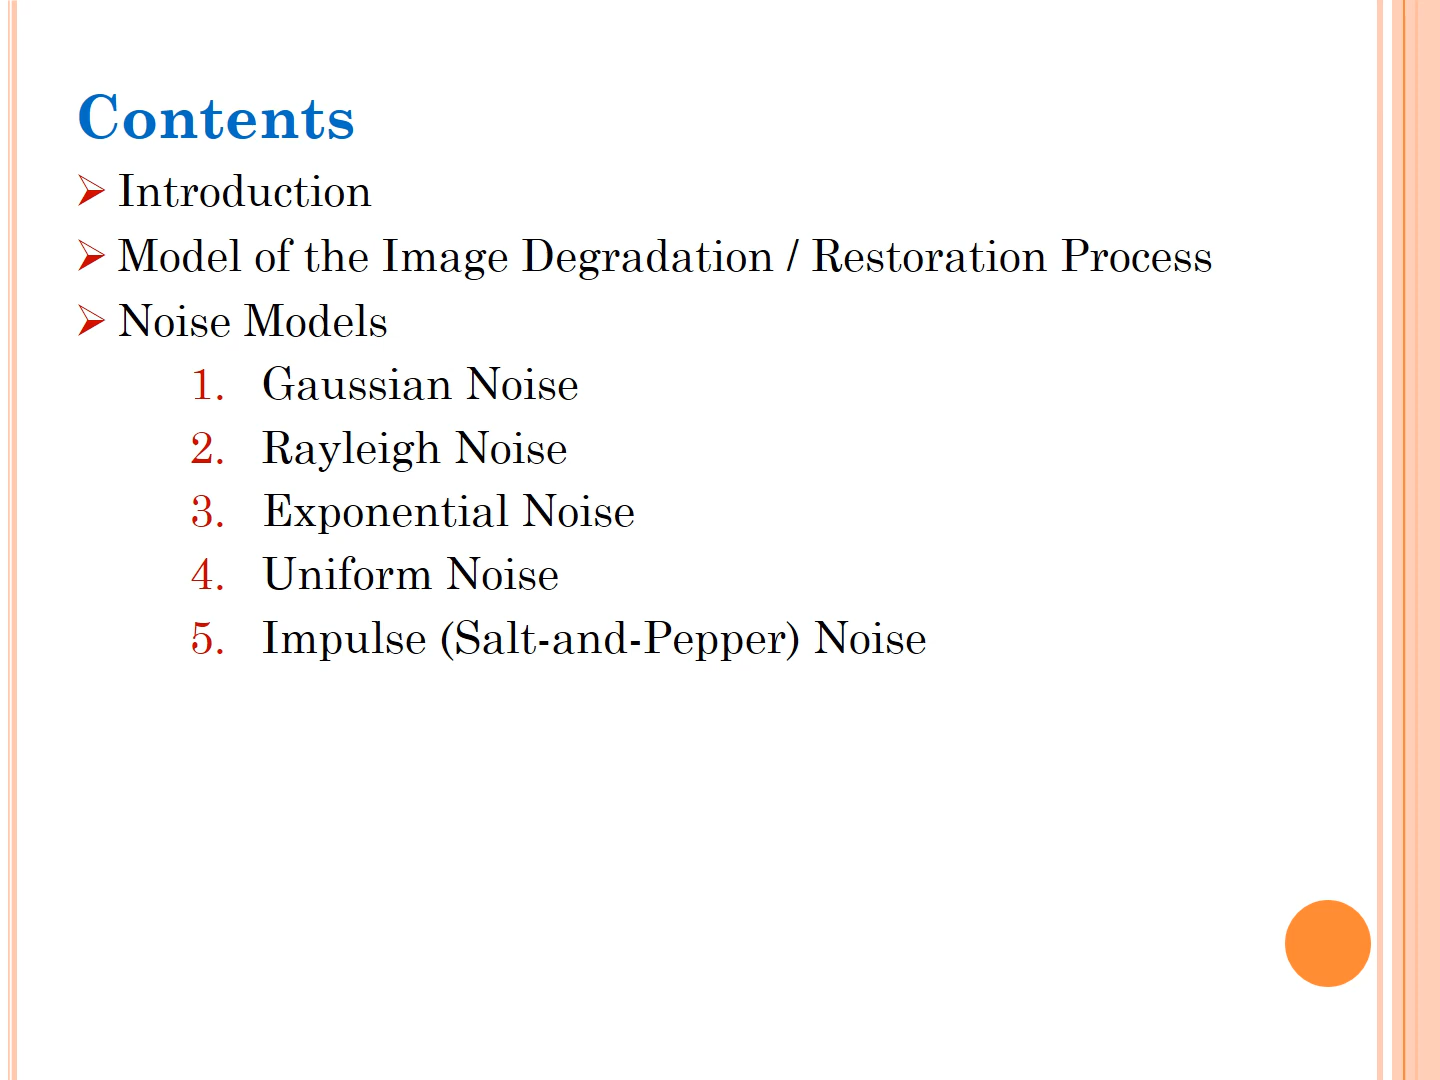 Contents
➢ Introduction
➢ Model of the Image Degradation / Restoration Process
➢ Noise Models
1. Gaussian Noise
2. Rayleigh Noise
3. Exponential Noise
4. Uniform Noise
5. Impulse (Salt-and-Pepper) Noise